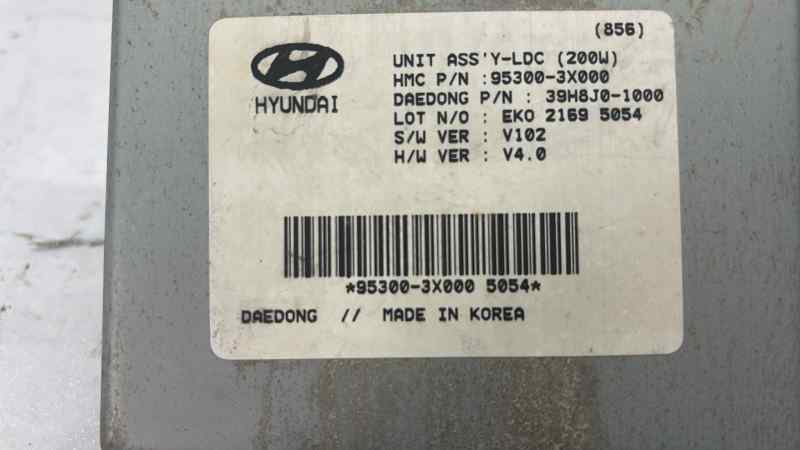 (856)
HYUNDAI
UNIT ASS'Y-LDC (200W)
HMC P/N :95300-3X000
DAEDONG P/N : 39H8J0-1000
LOT N/O : EKO 2169 5054
S/W VER : V102
H/W VER : V4.0
*95300-3X000 5054*
DAEDONG // MADE IN KOREA